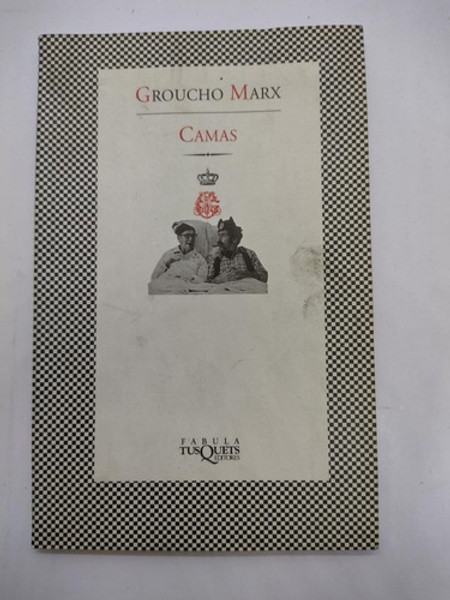 GROUCHO MARX
CAMAS
FABULA
TUSQUETS
EDITORES